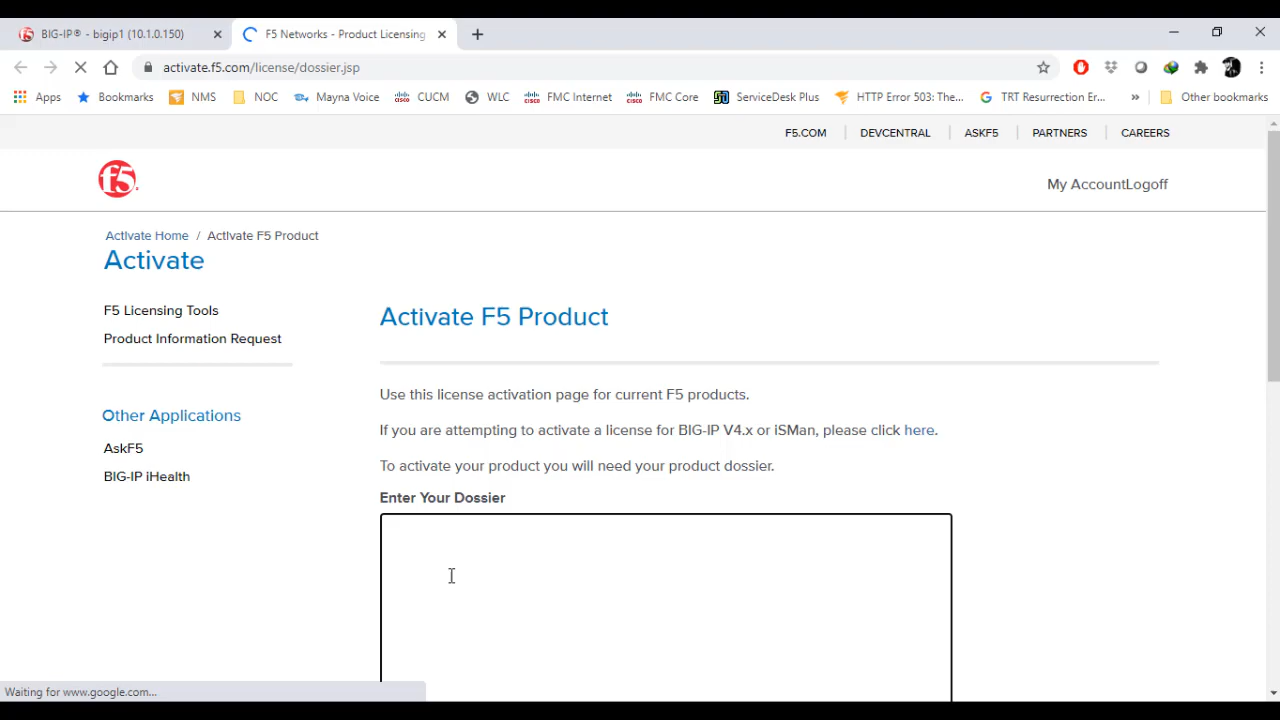 BIG-IP® - bigip1 (10.1.0.150)
F5 Networks - Product Licensing
activate.f5.com/license/dossier.jsp
Apps
Bookmarks
NMS
NOC
Mayna Voice
CUCM
WLC
FMC Internet
FMC Core
ServiceDesk Plus
HTTP Error 503: The...
TRT Resurrection Er...
»
Other bookmarks
F5.COM
DEVCENTRAL
ASKF5
PARTNERS
CAREERS
f5
My AccountLogoff
Activate Home / Activate F5 Product
Activate
F5 Licensing Tools
Product Information Request
Other Applications
AskF5
BIG-IP iHealth
Activate F5 Product
Use this license activation page for current F5 products.
If you are attempting to activate a license for BIG-IP V4.x or iSMan, please click here.
To activate your product you will need your product dossier.
Enter Your Dossier
Waiting for www.google.com...